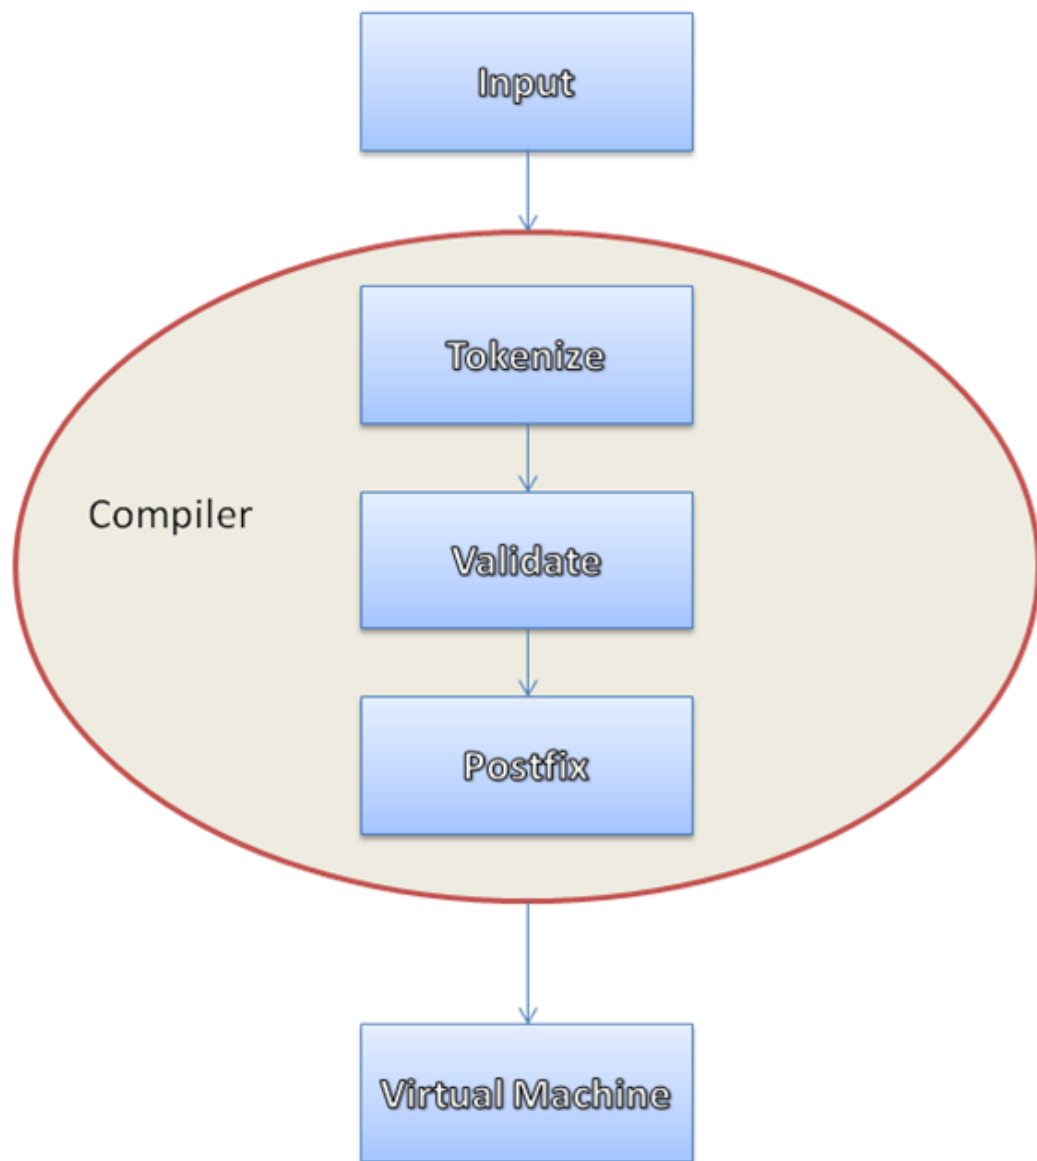 Input
Tokenize
Compiler
Validate
Postfix
Virtual Machine